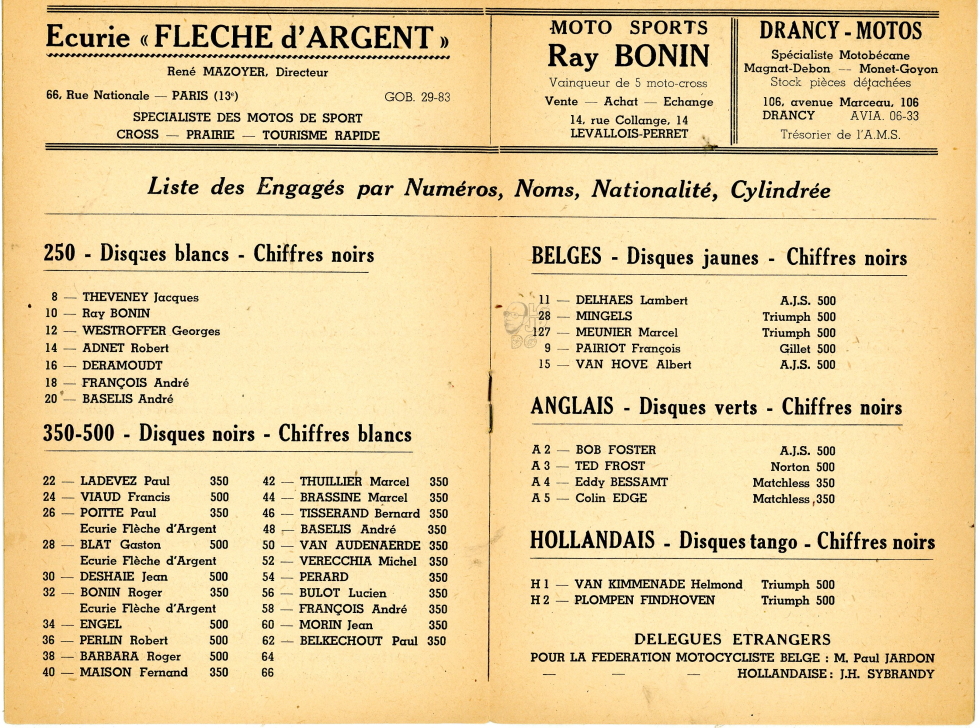 Ecurie « FLECHE d'ARGENT »
René MAZOYER, Directeur
66, Rue Nationale — PARIS (13e) GOB. 29-83
SPECIALISTE DES MOTOS DE SPORT
CROSS — PRAIRIE — TOURISME RAPIDE
MOTO SPORTS
Ray BONIN
Vainqueur de 5 moto-cross
Vente — Achat — Echange
14, rue Collange, 14
LEVALLOIS-PERRET
DRANCY - MOTOS
Spécialiste Motobécane
Magnat-Debon — Monet-Goyon
Stock pièces détachées
106, avenue Marceau, 106
DRANCY AVIA. 06-33
Trésorier de l'A.M.S.
Liste des Engagés par Numéros, Noms, Nationalité, Cylindrée
250 - Disques blancs - Chiffres noirs
8 — THEVENEY Jacques
10 — Ray BONIN
12 — WESTROFFER Georges
14 — ADNET Robert
16 — DERAMOUDT
18 — FRANÇOIS André
20 — BASELIS André
350-500 - Disques noirs - Chiffres blancs
22 — LADEVEZ Paul 350
24 — VIAUD Francis 500
26 — POITTE Paul 350
Ecurie Flèche d'Argent
28 — BLAT Gaston 500
Ecurie Flèche d'Argent
30 — DESHAIE Jean 500
32 — BONIN Roger 350
Ecurie Flèche d'Argent
34 — ENGEL 500
36 — PERLIN Robert 500
38 — BARBARA Roger 500
40 — MAISON Fernand 350
42 — THUILLIER Marcel 350
44 — BRASSINE Marcel 350
46 — TISSERAND Bernard 350
48 — BASELIS André 350
50 — VAN AUDENAERDE 350
52 — VERECCHIA Michel 350
54 — PERARD 350
56 — BULOT Lucien 350
58 — FRANÇOIS André 350
60 — MORIN Jean 350
62 — BELKECHOUT Paul 350
64
66
BELGES - Disques jaunes - Chiffres noirs
11 — DELHAES Lambert A.J.S. 500
28 — MINGELS Triumph 500
127 — MEUNIER Marcel Triumph 500
9 — PAIRIOT François Gillet 500
15 — VAN HOVE Albert A.J.S. 500
ANGLAIS - Disques verts - Chiffres noirs
A 2 — BOB FOSTER A.J.S. 500
A 3 — TED FROST Norton 500
A 4 — Eddy BESSAMT Matchless 350
A 5 — Colin EDGE Matchless 350
HOLLANDAIS - Disques tango - Chiffres noirs
H 1 — VAN KIMMENADE Helmond Triumph 500
H 2 — PLOMPEN FINDHOVEN Triumph 500
DELEGUES ETRANGERS
POUR LA FEDERATION MOTOCYCLISTE BELGE : M. Paul JARDON
— — — HOLLANDAISE : J.H. SYBRANDY